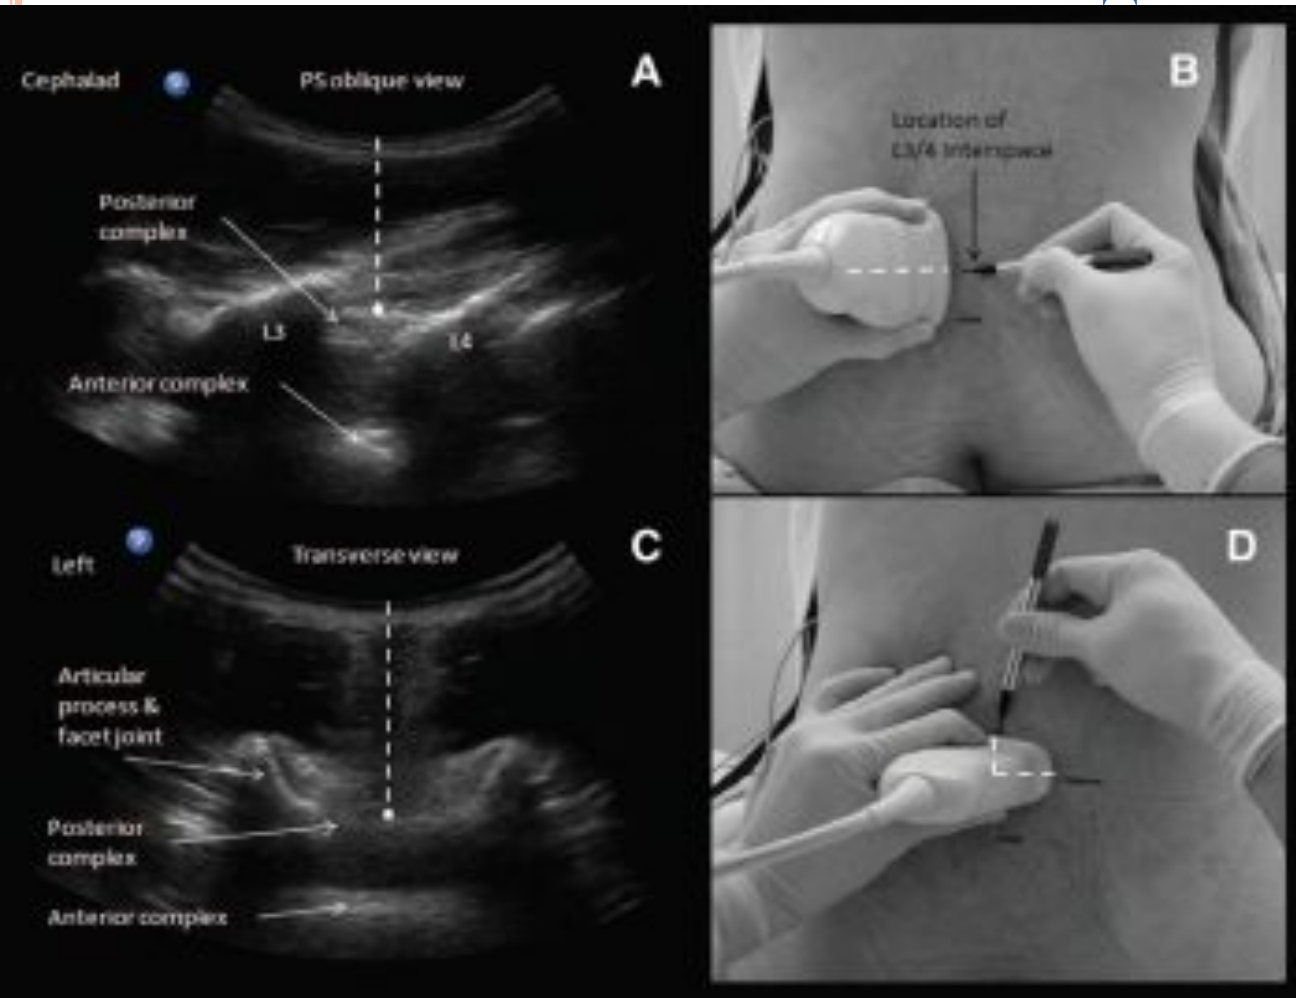 Cephalad
PS oblique view
A
Posterior
complex
L3
L4
Anterior complex
B
Location of
L3/4 Interspace
Left
Transverse view
C
Articular
process &
facet joint
Posterior
complex
Anterior complex
D